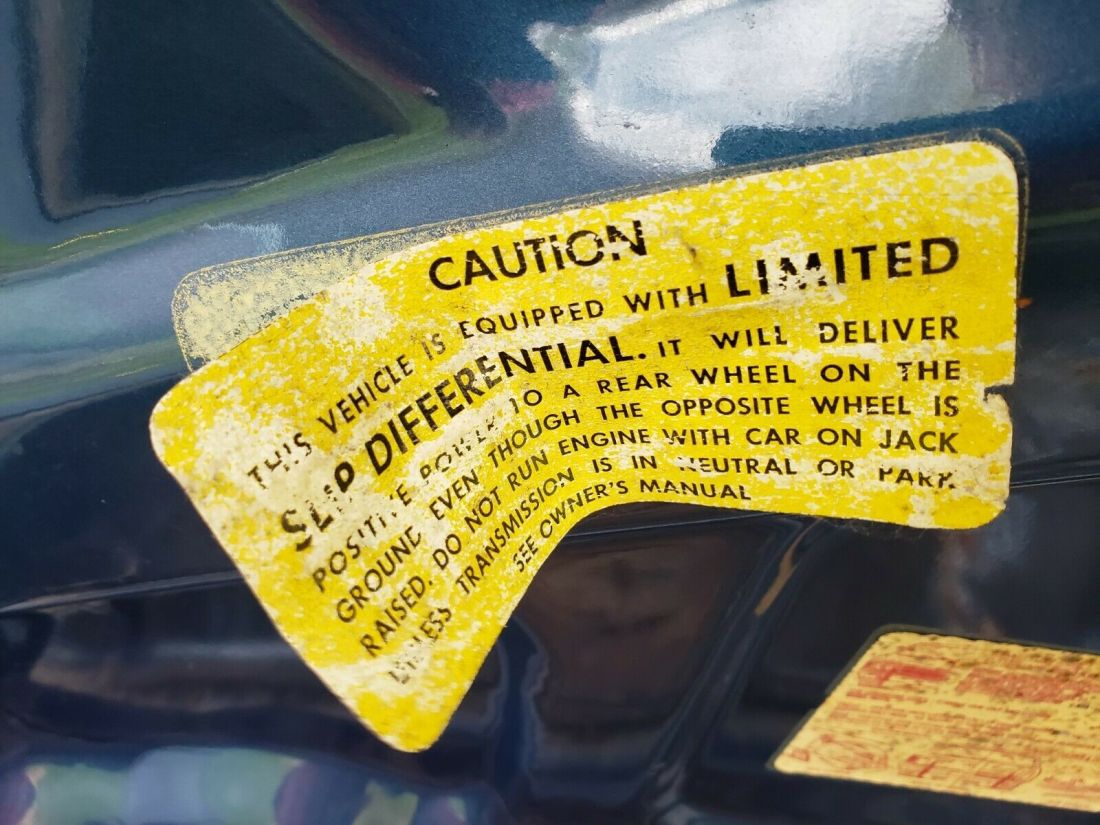 CAUTION
THIS VEHICLE IS EQUIPPED WITH LIMITED
SLIP DIFFERENTIAL. IT WILL DELIVER
POSITIVE POWER TO A REAR WHEEL ON THE
GROUND EVEN THOUGH THE OPPOSITE WHEEL IS
RAISED. DO NOT RUN ENGINE WITH CAR ON JACK
UNLESS TRANSMISSION IS IN NEUTRAL OR PARK.
SEE OWNER'S MANUAL